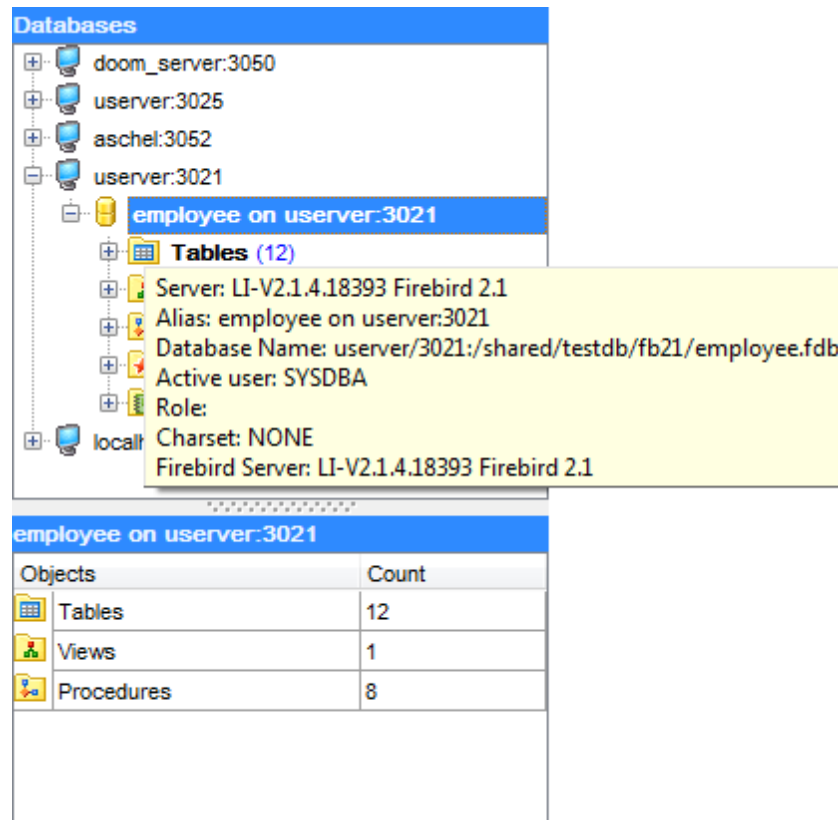 Databases
doom_server:3050
userver:3025
aschel:3052
userver:3021
employee on userver:3021
Tables (12)
Server: LI-V2.1.4.18393 Firebird 2.1
Alias: employee on userver:3021
Database Name: userver/3021:/shared/testdb/fb21/employee.fdb
Active user: SYSDBA
Role:
Charset: NONE
Firebird Server: LI-V2.1.4.18393 Firebird 2.1
employee on userver:3021
Objects Count
Tables 12
Views 1
Procedures 8